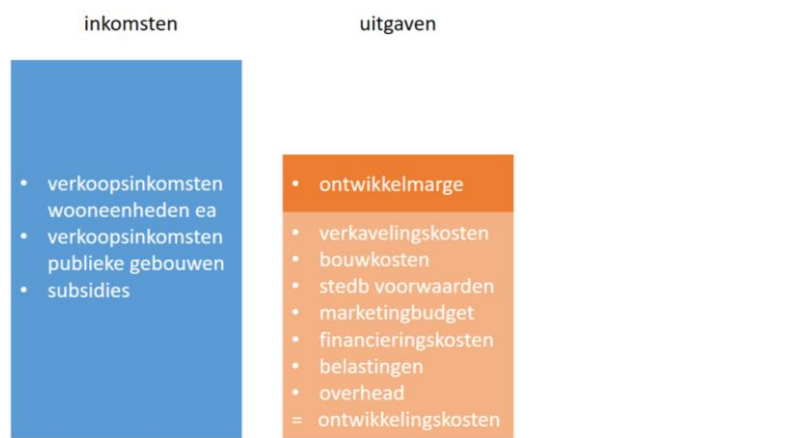 inkomsten
• verkoopsinkomsten
wooneenheden ea
• verkoopsinkomsten
publieke gebouwen
• subsidies
uitgaven
• ontwikkelmarge
• verkavelingskosten
• bouwkosten
• stedb voorwaarden
• marketingbudget
• financieringskosten
• belastingen
• overhead
= ontwikkelingskosten